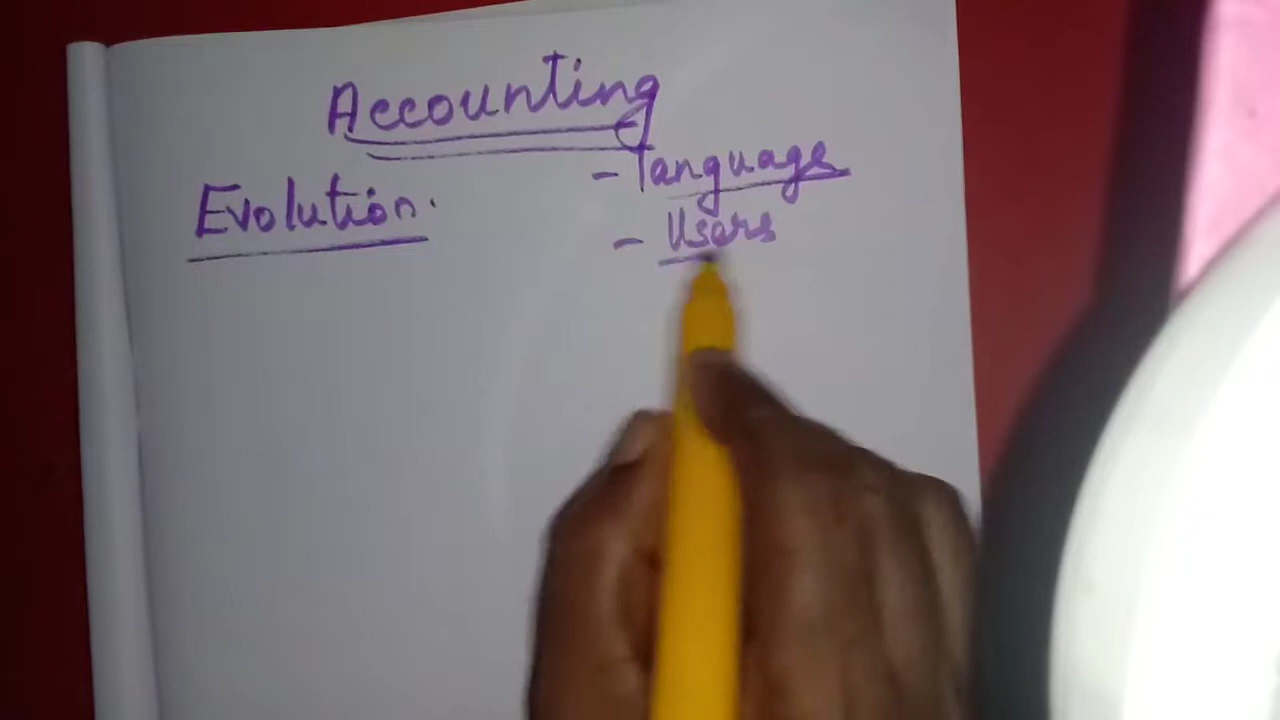 Accounting
- language
Evolution.
- Users